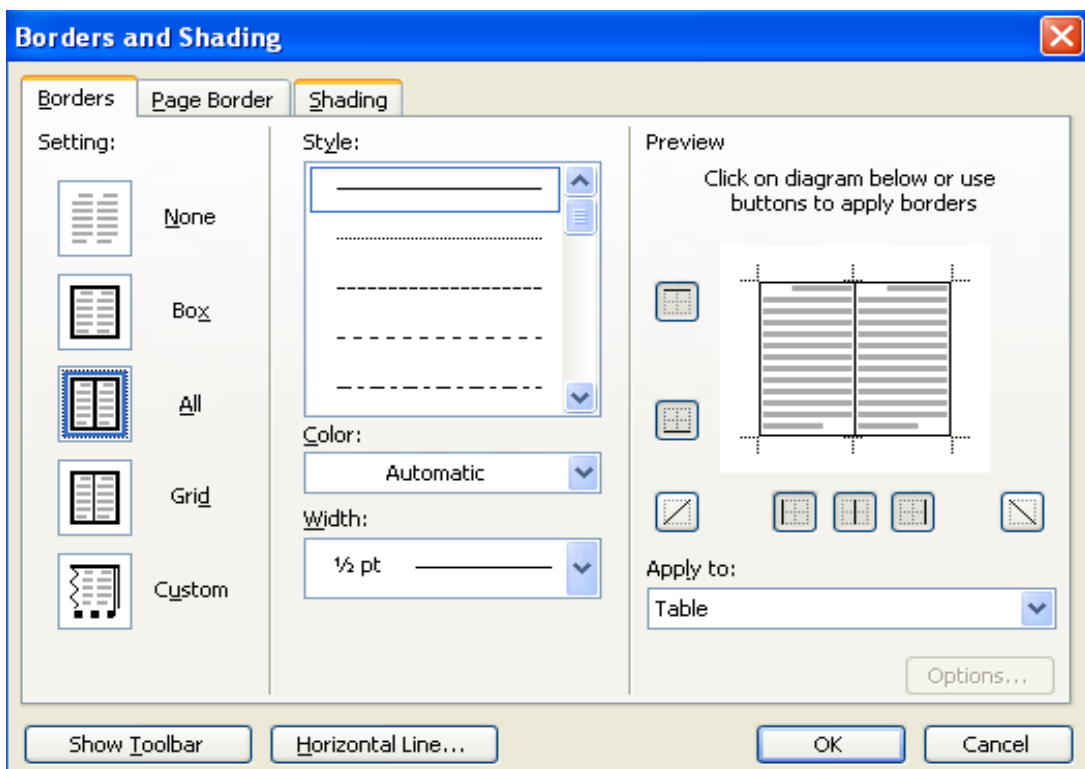 Borders and Shading
Borders
Page Border
Shading
Setting:
None
Box
All
Grid
Custom
Style:
Color:
Automatic
Width:
½ pt
Preview
Click on diagram below or use
buttons to apply borders
Apply to:
Table
Options...
Show Toolbar
Horizontal Line...
OK
Cancel